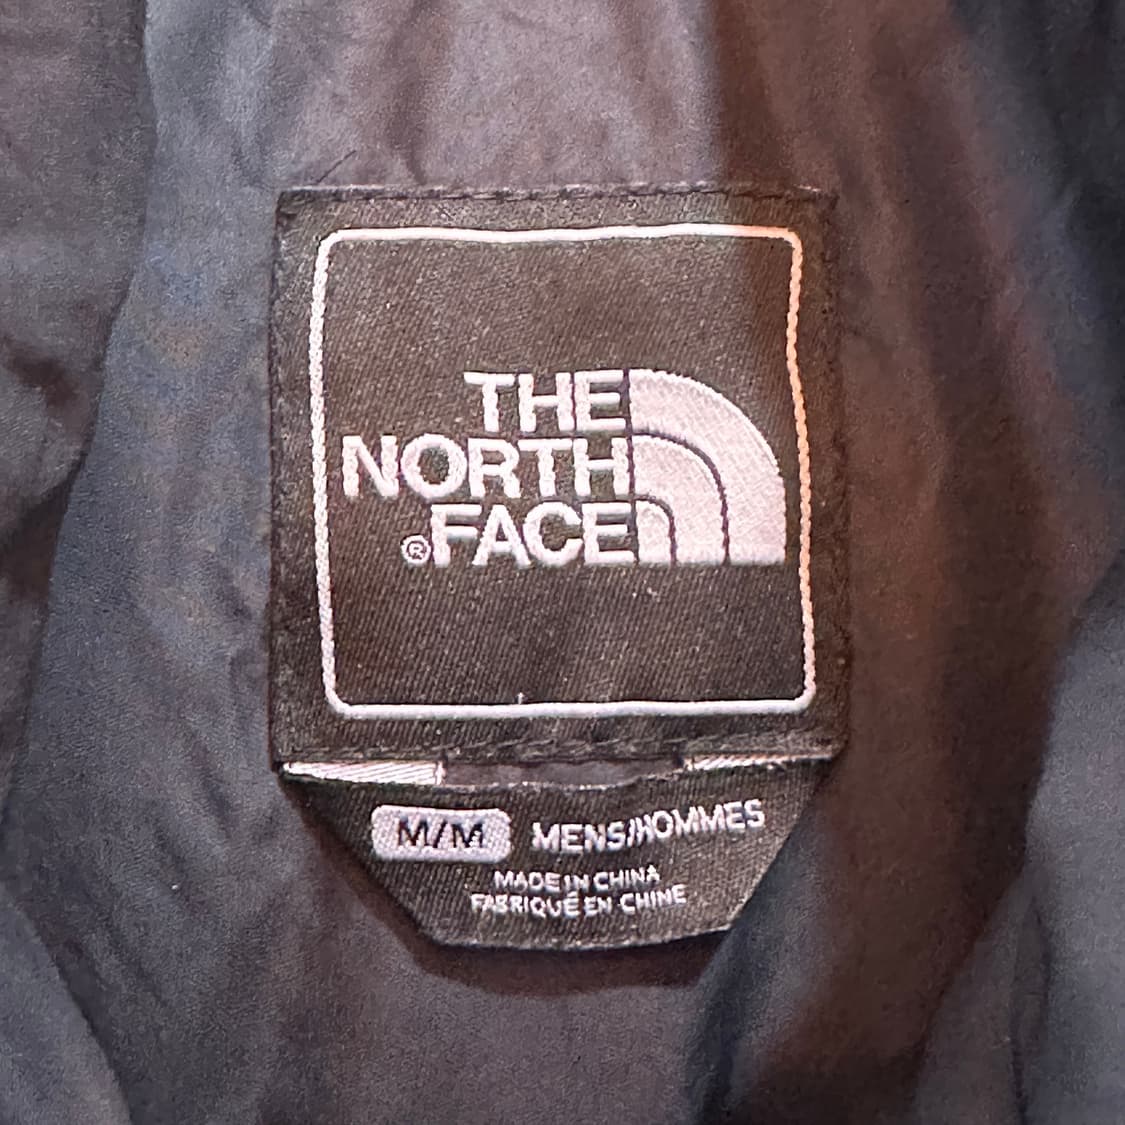 THE
NORTH
®FACE
M/M MENS/HOMMES
MADE IN CHINA
FABRIQUÉ EN CHINE